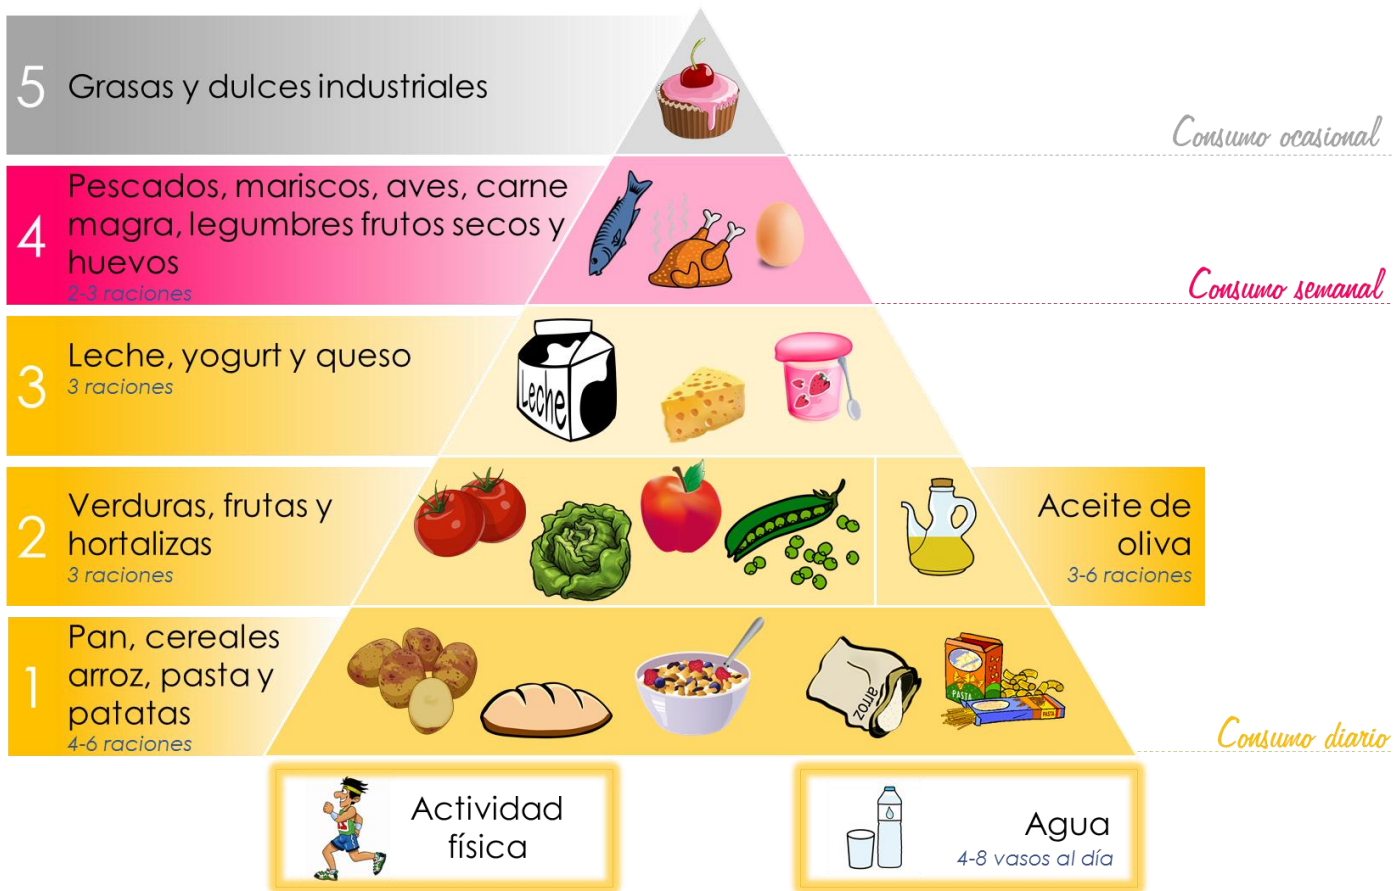 5
Grasas y dulces industriales
Consumo ocasional
4
Pescados, mariscos, aves, carne
magra, legumbres frutos secos y
huevos
2-3 raciones
Consumo semanal
3
Leche, yogurt y queso
3 raciones
Leche
2
Verduras, frutas y
hortalizas
3 raciones
Aceite de
oliva
3-6 raciones
1
Pan, cereales
arroz, pasta y
patatas
4-6 raciones
arroz
PASTA
PASTA
Consumo diario
Actividad
física
Agua
4-8 vasos al día